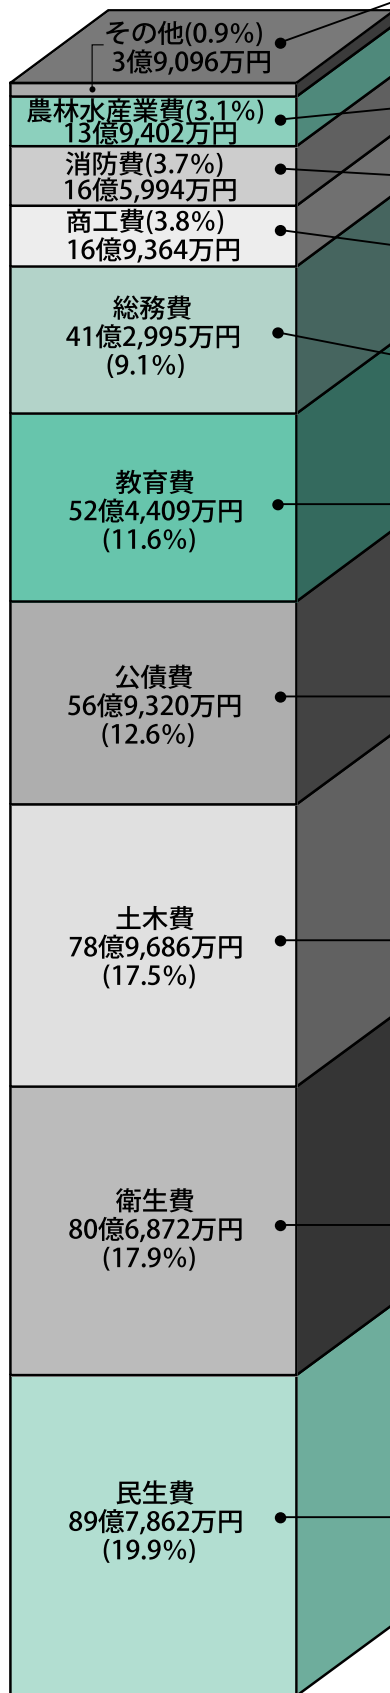 その他(0.9%)
3億9,096万円
農林水産業費(3.1%)
13億9,402万円
消防費(3.7%)
16億5,994万円
商工費(3.8%)
16億9,364万円
総務費
41億2,995万円
(9.1%)
教育費
52億4,409万円
(11.6%)
公債費
56億9,320万円
(12.6%)
土木費
78億9,686万円
(17.5%)
衛生費
80億6,872万円
(17.9%)
民生費
89億7,862万円
(19.9%)